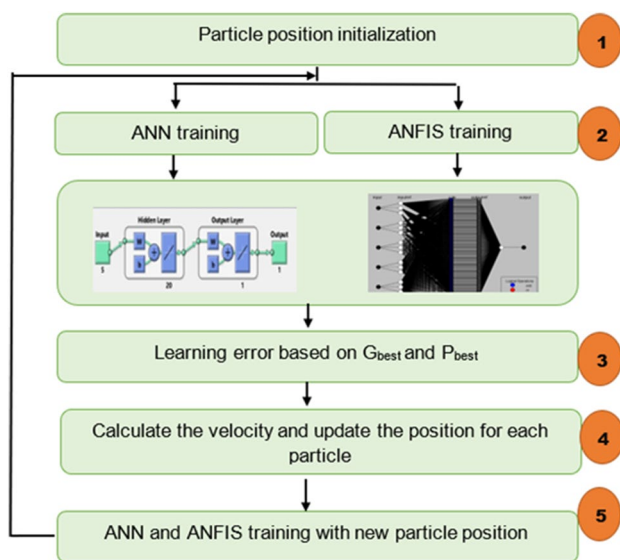 Particle position initialization
1
ANN training
ANFIS training
2
Hidden Layer
Output Layer
Input
Output
W
W
b
b
5
20
1
1
input
output
Learning error based on Gbest and Pbest
3
Calculate the velocity and update the position for each
particle
4
5
ANN and ANFIS training with new particle position